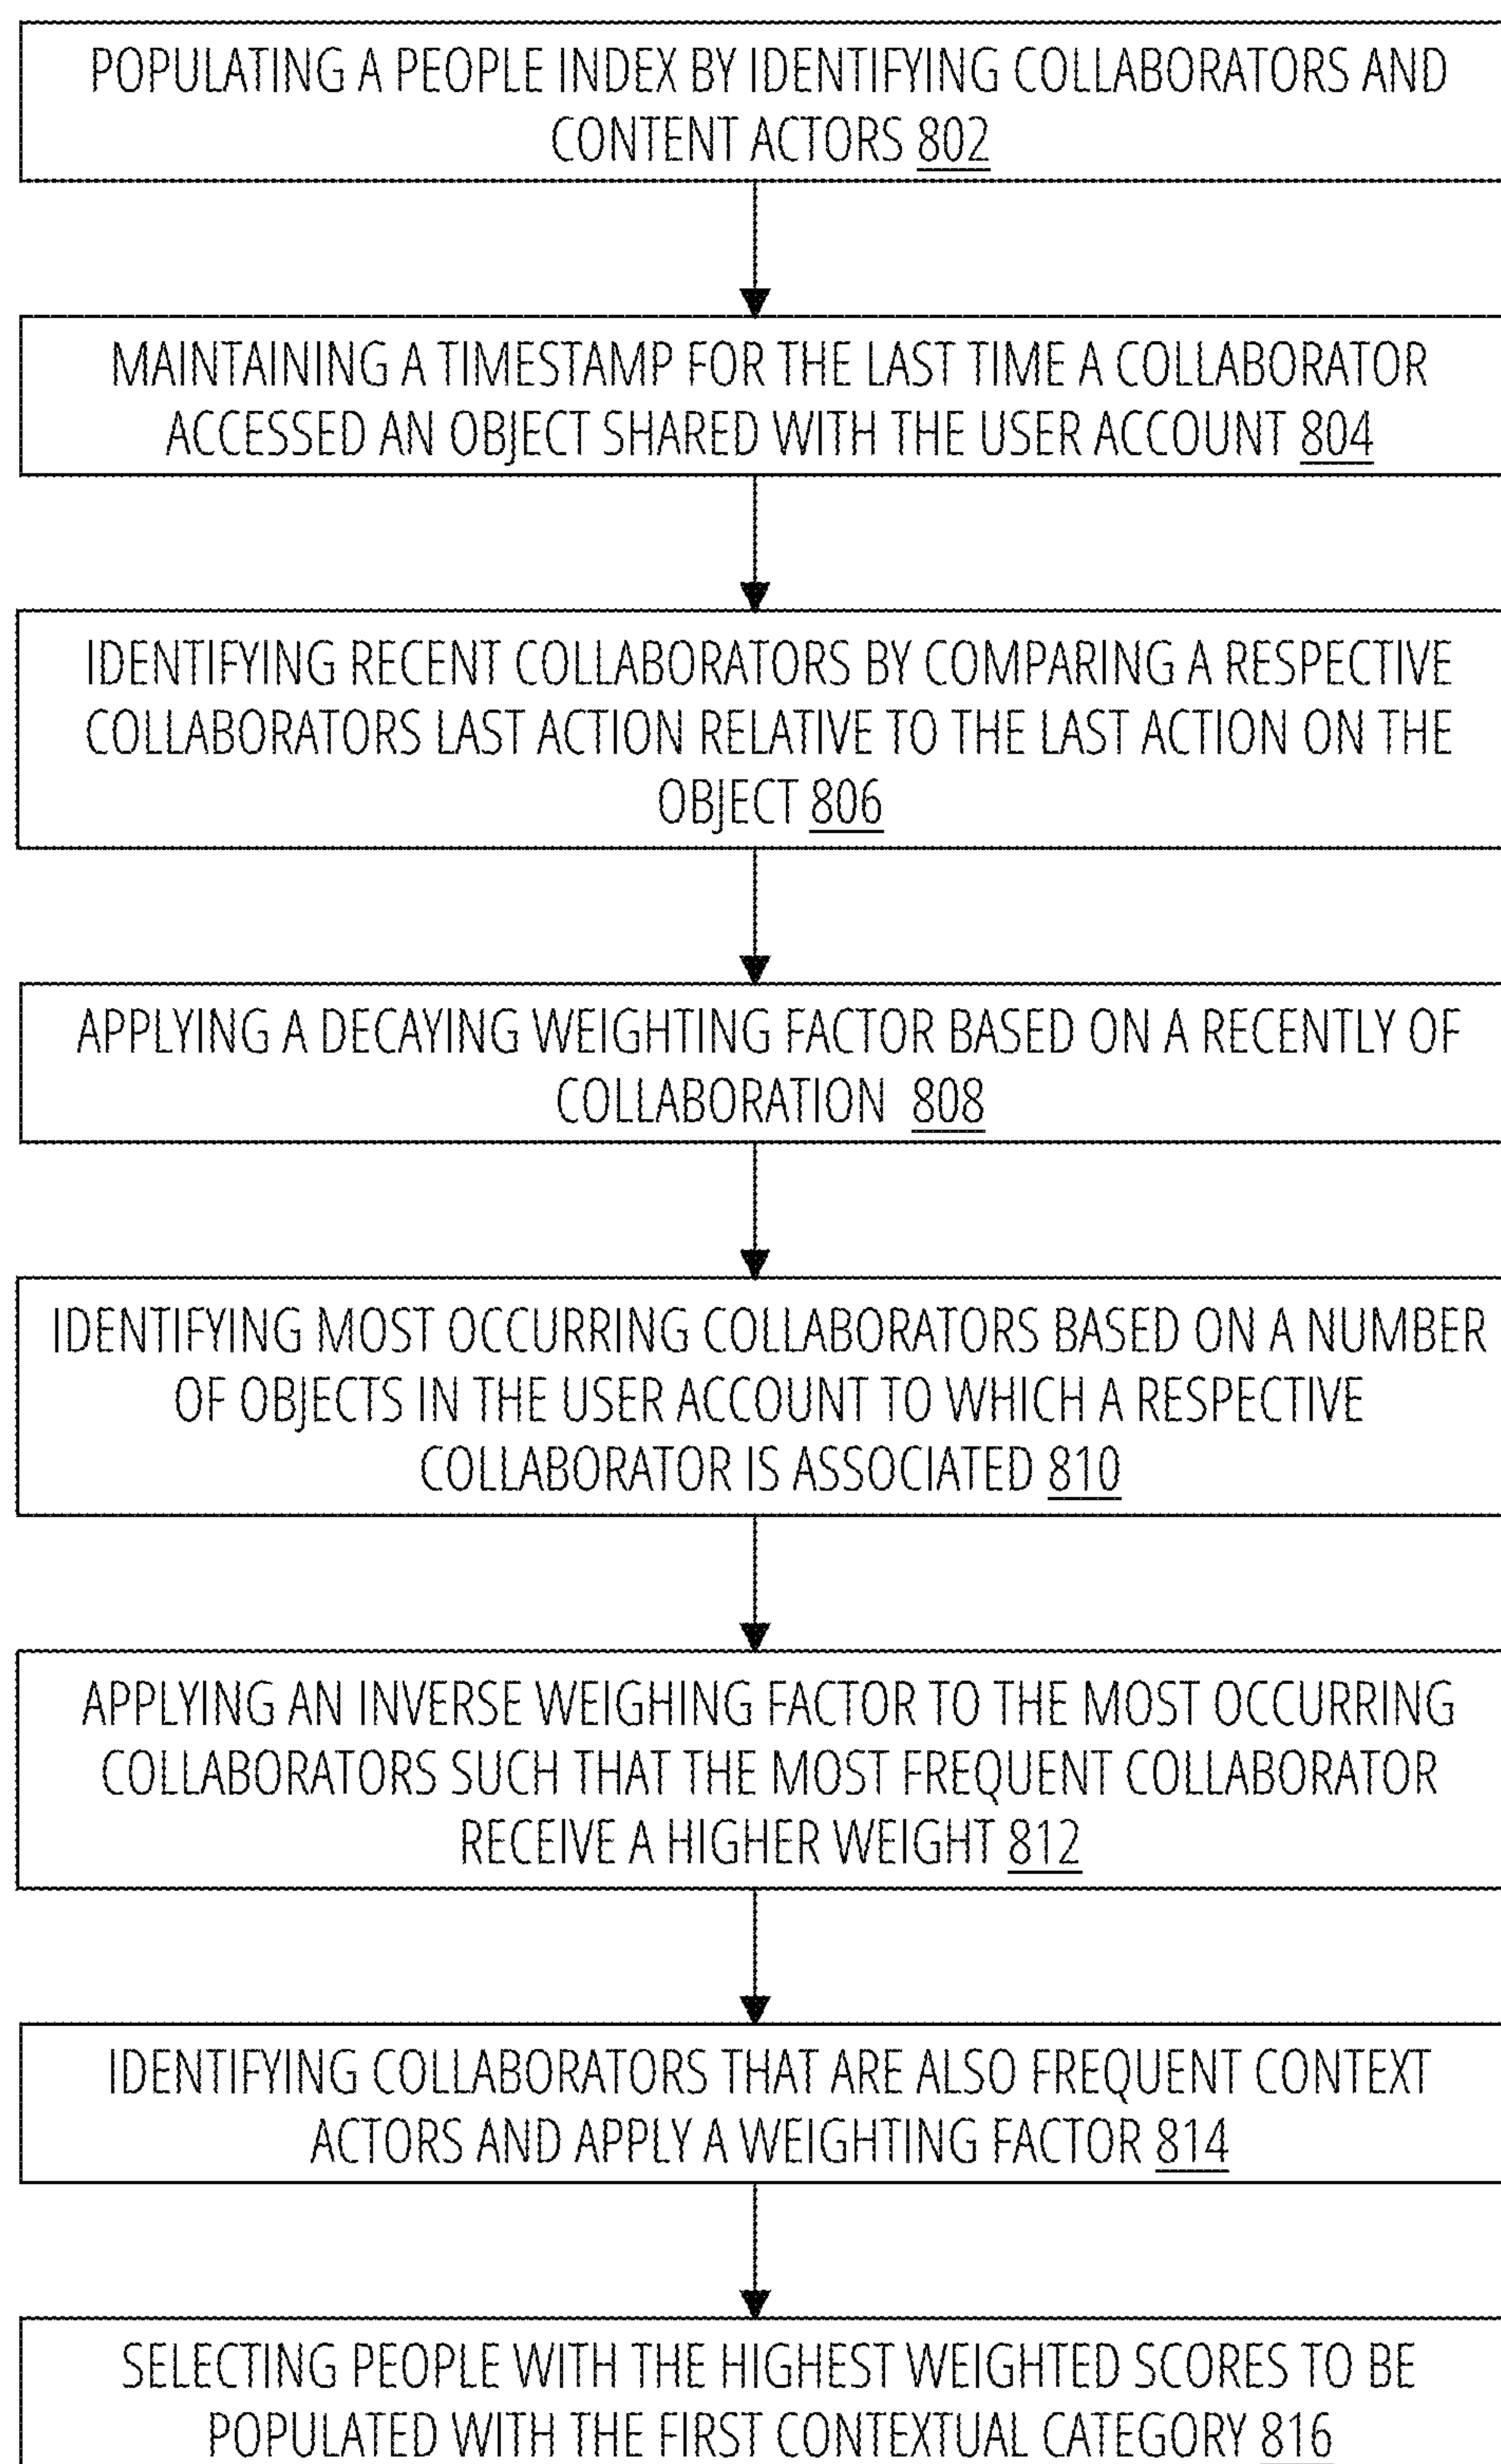 POPULATING A PEOPLE INDEX BY IDENTIFYING COLLABORATORS AND
CONTENT ACTORS 802
MAINTAINING A TIMESTAMP FOR THE LAST TIME A COLLABORATOR
ACCESSED AN OBJECT SHARED WITH THE USER ACCOUNT 804
IDENTIFYING RECENT COLLABORATORS BY COMPARING A RESPECTIVE
COLLABORATORS LAST ACTION RELATIVE TO THE LAST ACTION ON THE
OBJECT 806
APPLYING A DECAYING WEIGHTING FACTOR BASED ON A RECENTLY OF
COLLABORATION 808
IDENTIFYING MOST OCCURRING COLLABORATORS BASED ON A NUMBER
OF OBJECTS IN THE USER ACCOUNT TO WHICH A RESPECTIVE
COLLABORATOR IS ASSOCIATED 810
APPLYING AN INVERSE WEIGHING FACTOR TO THE MOST OCCURRING
COLLABORATORS SUCH THAT THE MOST FREQUENT COLLABORATOR
RECEIVE A HIGHER WEIGHT 812
IDENTIFYING COLLABORATORS THAT ARE ALSO FREQUENT CONTEXT
ACTORS AND APPLY A WEIGHTING FACTOR 814
SELECTING PEOPLE WITH THE HIGHEST WEIGHTED SCORES TO BE
POPULATED WITH THE FIRST CONTEXTUAL CATEGORY 816